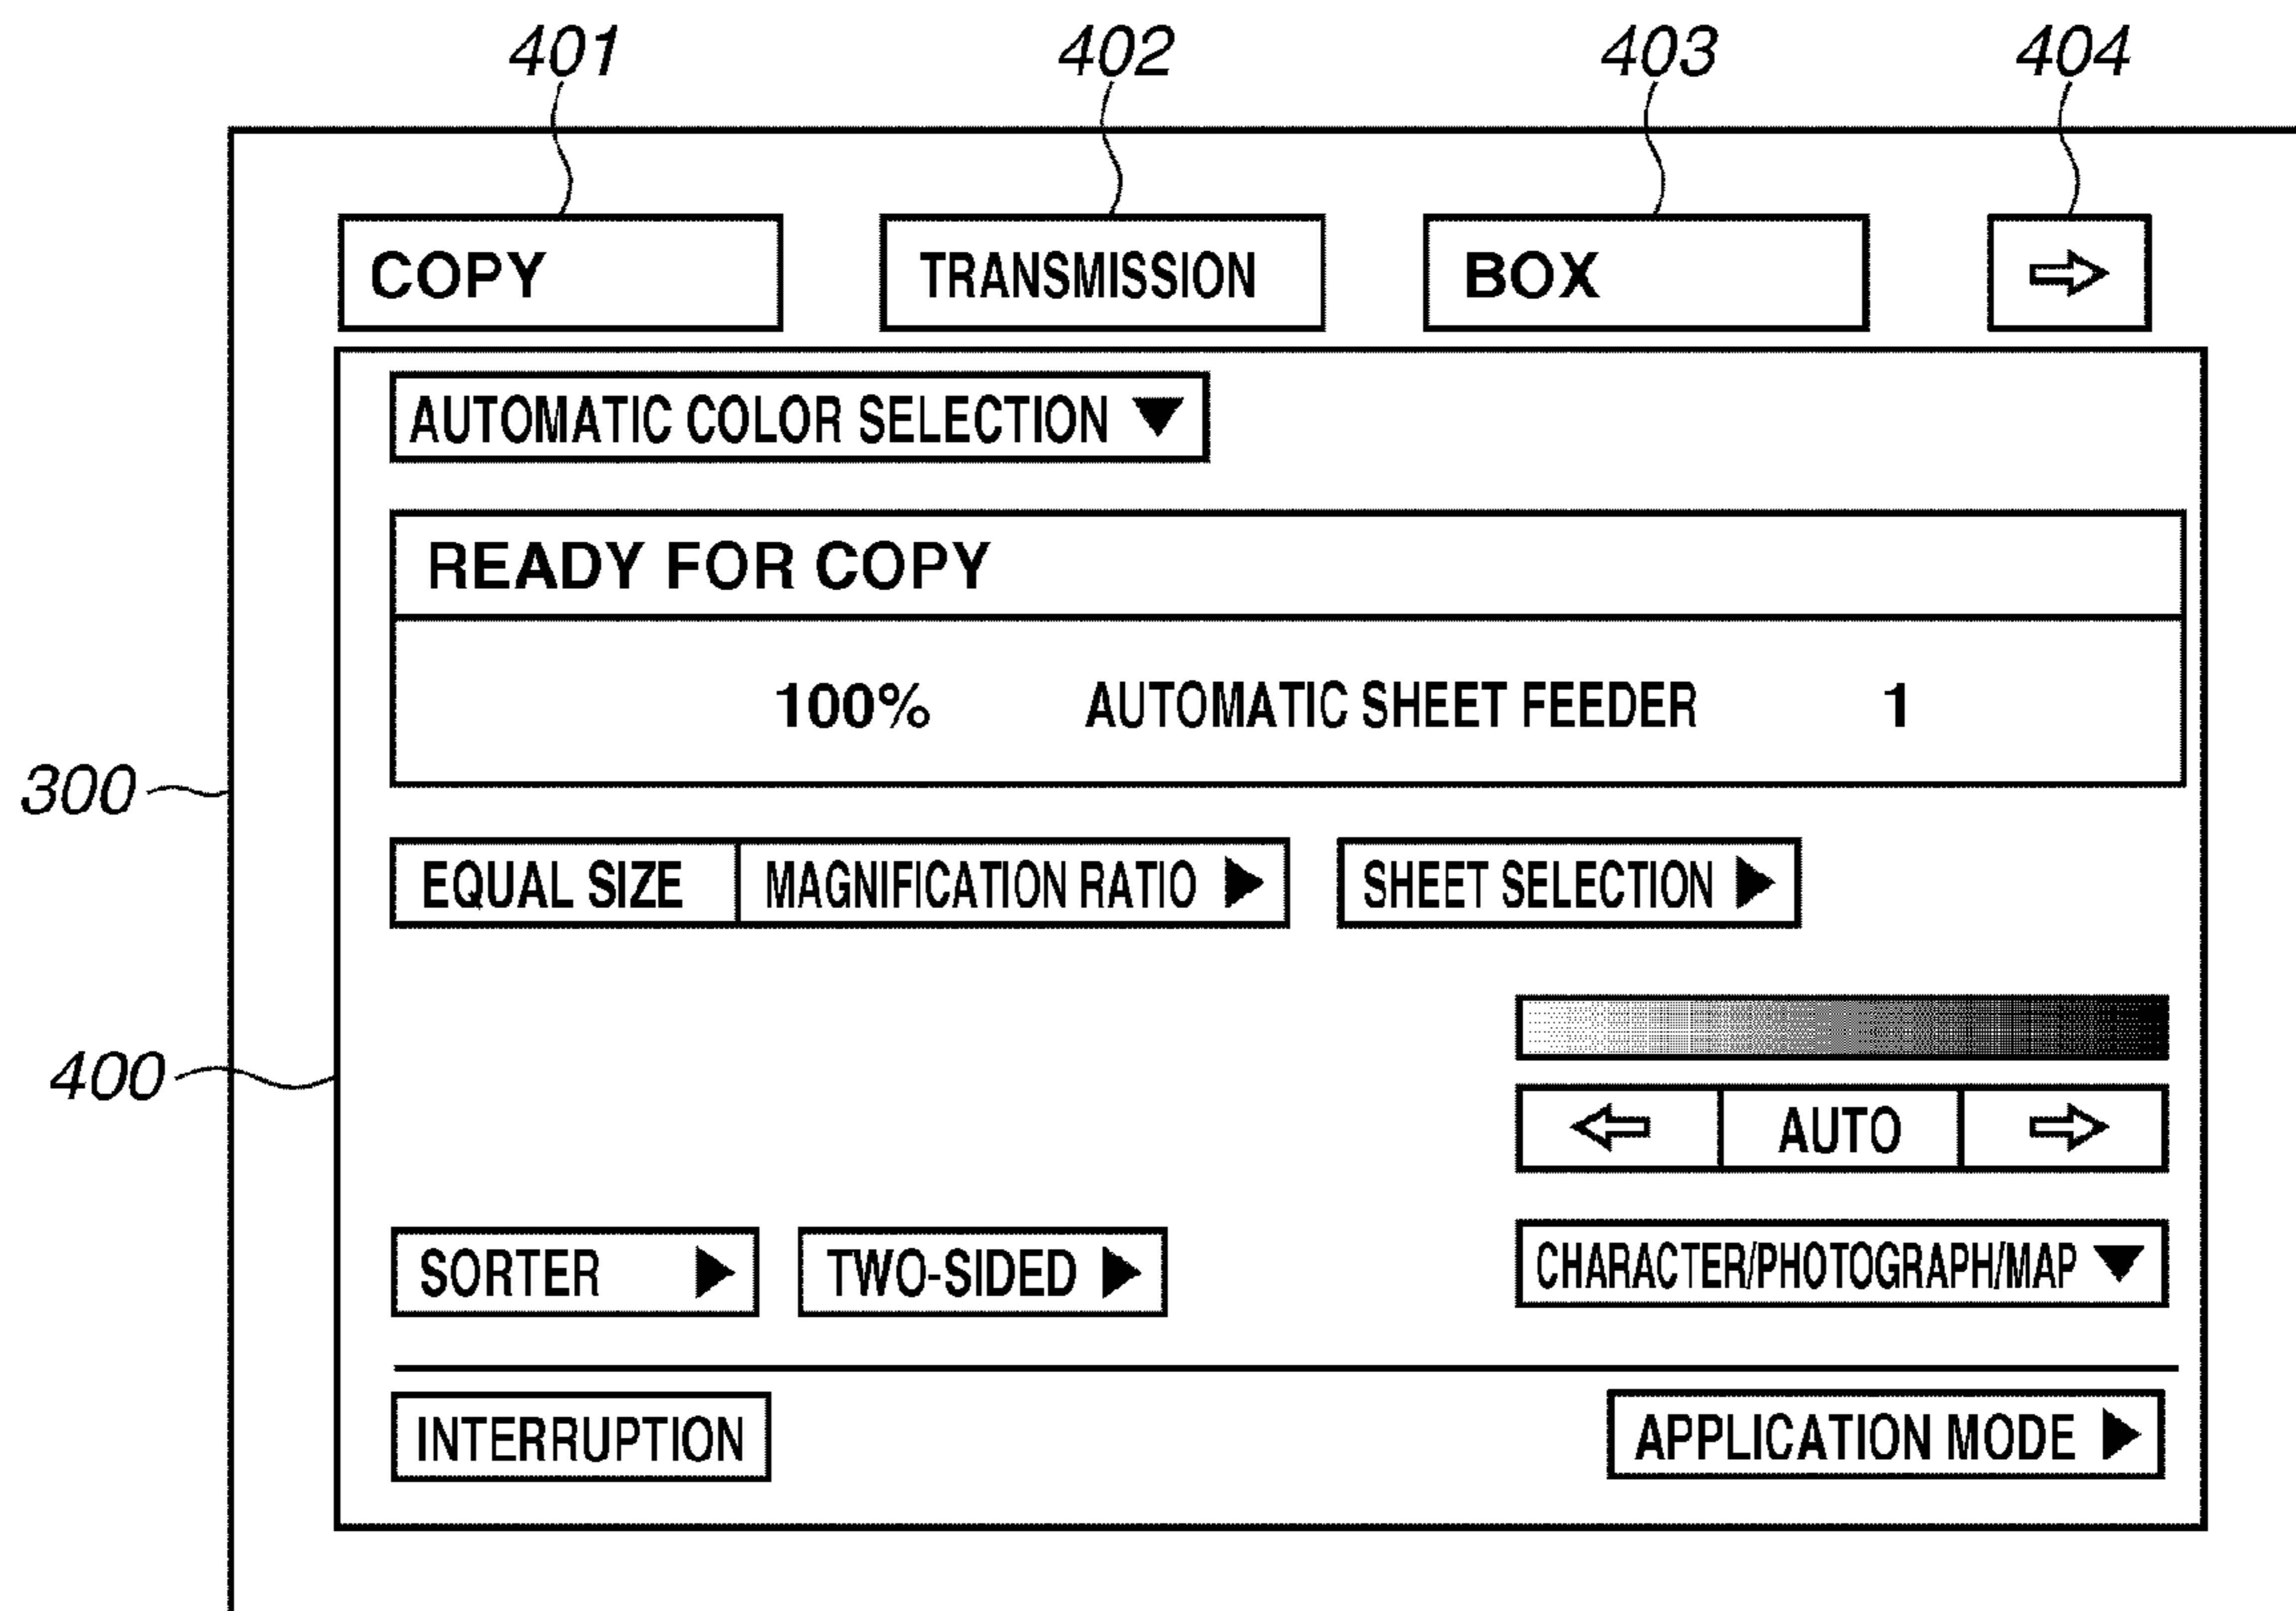 401 402 403 404
COPY TRANSMISSION BOX
AUTOMATIC COLOR SELECTION
READY FOR COPY
100% AUTOMATIC SHEET FEEDER 1
300
EQUAL SIZE MAGNIFICATION RATIO SHEET SELECTION
400
AUTO
SORTER TWO-SIDED CHARACTER/PHOTOGRAPH/MAP
INTERRUPTION APPLICATION MODE